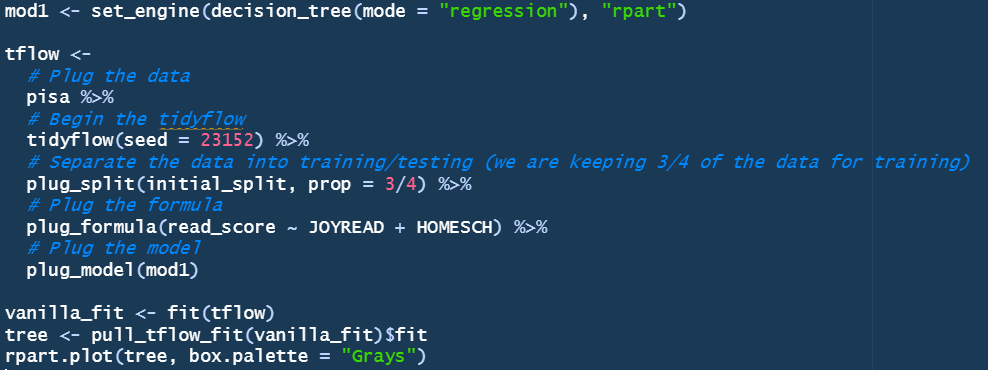 mod1 <- set_engine(decision_tree(mode = "regression"), "rpart")
tflow <-
# Plug the data
pisa %>%
# Begin the tidyflow
tidyflow(seed = 23152) %>%
# Separate the data into training/testing (we are keeping 3/4 of the data for training)
plug_split(initial_split, prop = 3/4) %>%
# Plug the formula
plug_formula(read_score ~ JOYREAD + HOMESCH) %>%
# Plug the model
plug_model(mod1)
vanilla_fit <- fit(tflow)
tree <- pull_tflow_fit(vanilla_fit)$fit
rpart.plot(tree, box.palette = "Grays")